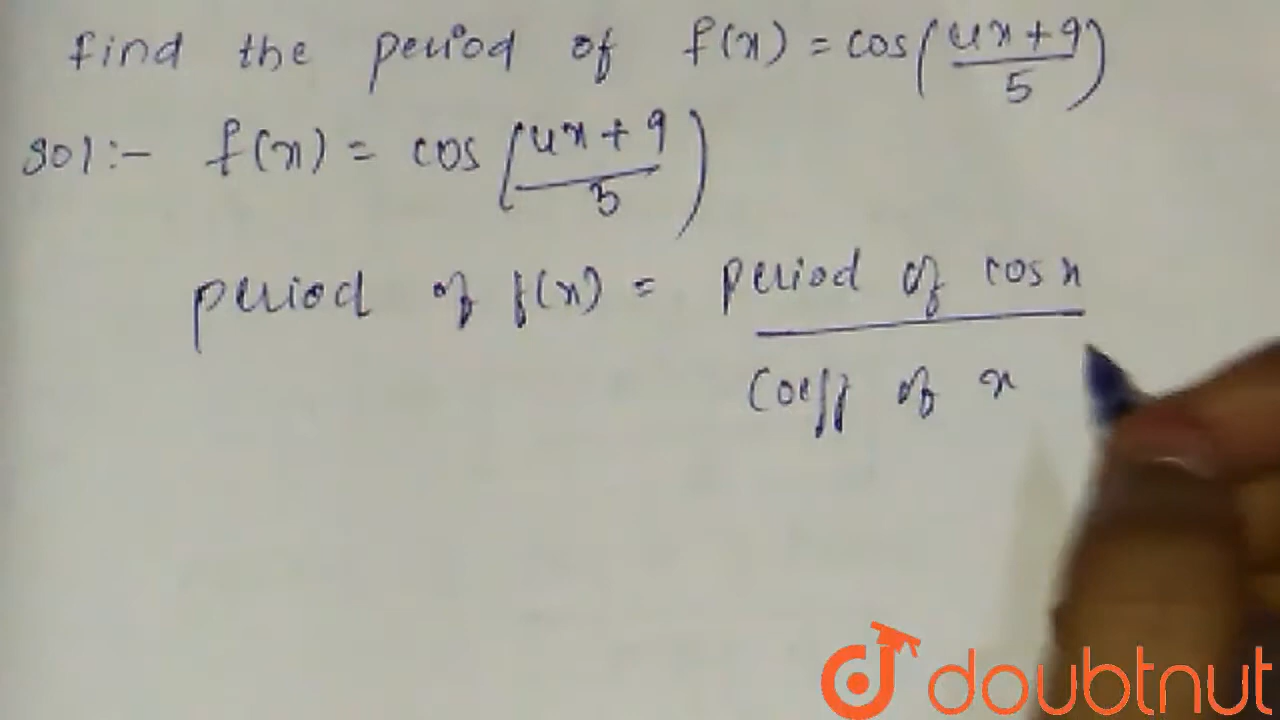 find the period of f(x) = cos(4x+9/5)
sol:- f(x) = cos(4x+9/5)
period of f(x) = period of cos x
coeff of x
doubtnut